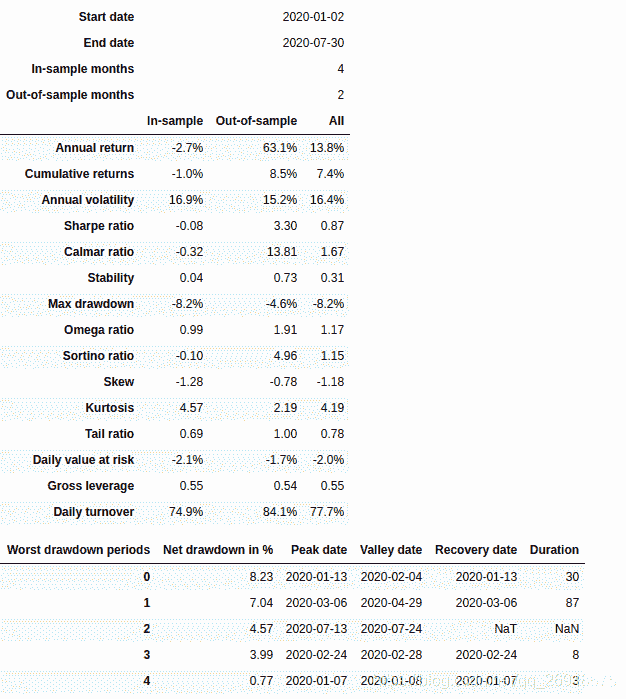 Start date 2020-01-02
End date 2020-07-30
In-sample months 4
Out-of-sample months 2
In-sample Out-of-sample All
Annual return -2.7% 63.1% 13.8%
Cumulative returns -1.0% 8.5% 7.4%
Annual volatility 16.9% 15.2% 16.4%
Sharpe ratio -0.08 3.30 0.87
Calmar ratio -0.32 13.81 1.67
Stability 0.04 0.73 0.31
Max drawdown -8.2% -4.6% -8.2%
Omega ratio 0.99 1.91 1.17
Sortino ratio -0.10 4.96 1.15
Skew -1.28 -0.78 -1.18
Kurtosis 4.57 2.19 4.19
Tail ratio 0.69 1.00 0.78
Daily value at risk -2.1% -1.7% -2.0%
Gross leverage 0.55 0.54 0.55
Daily turnover 74.9% 84.1% 77.7%
Worst drawdown periods Net drawdown in % Peak date Valley date Recovery date Duration
0 8.23 2020-01-13 2020-02-04 2020-01-13 30
1 7.04 2020-03-06 2020-04-29 2020-03-06 87
2 4.57 2020-07-13 2020-07-24 NaT NaN
3 3.99 2020-02-24 2020-02-28 2020-02-24 8
4 0.77 2020-01-07 2020-01-08 2020-01-07 3